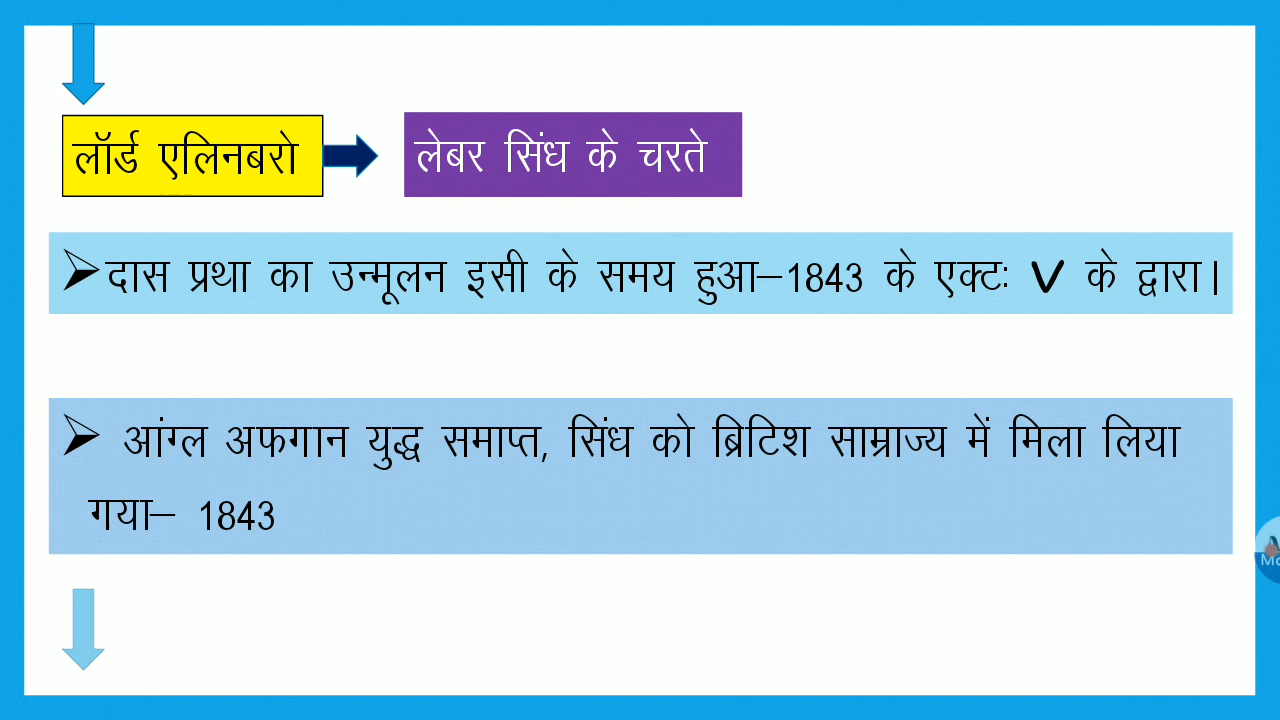 लॉर्ड एलिनबरो
लेबर सिंध के चरते
➢दास प्रथा का उन्मूलन इसी के समय हुआ–1843 के एक्टः V के द्वारा।
➢ आंग्ल अफगान युद्ध समाप्त, सिंध को ब्रिटिश साम्राज्य में मिला लिया
गया– 1843